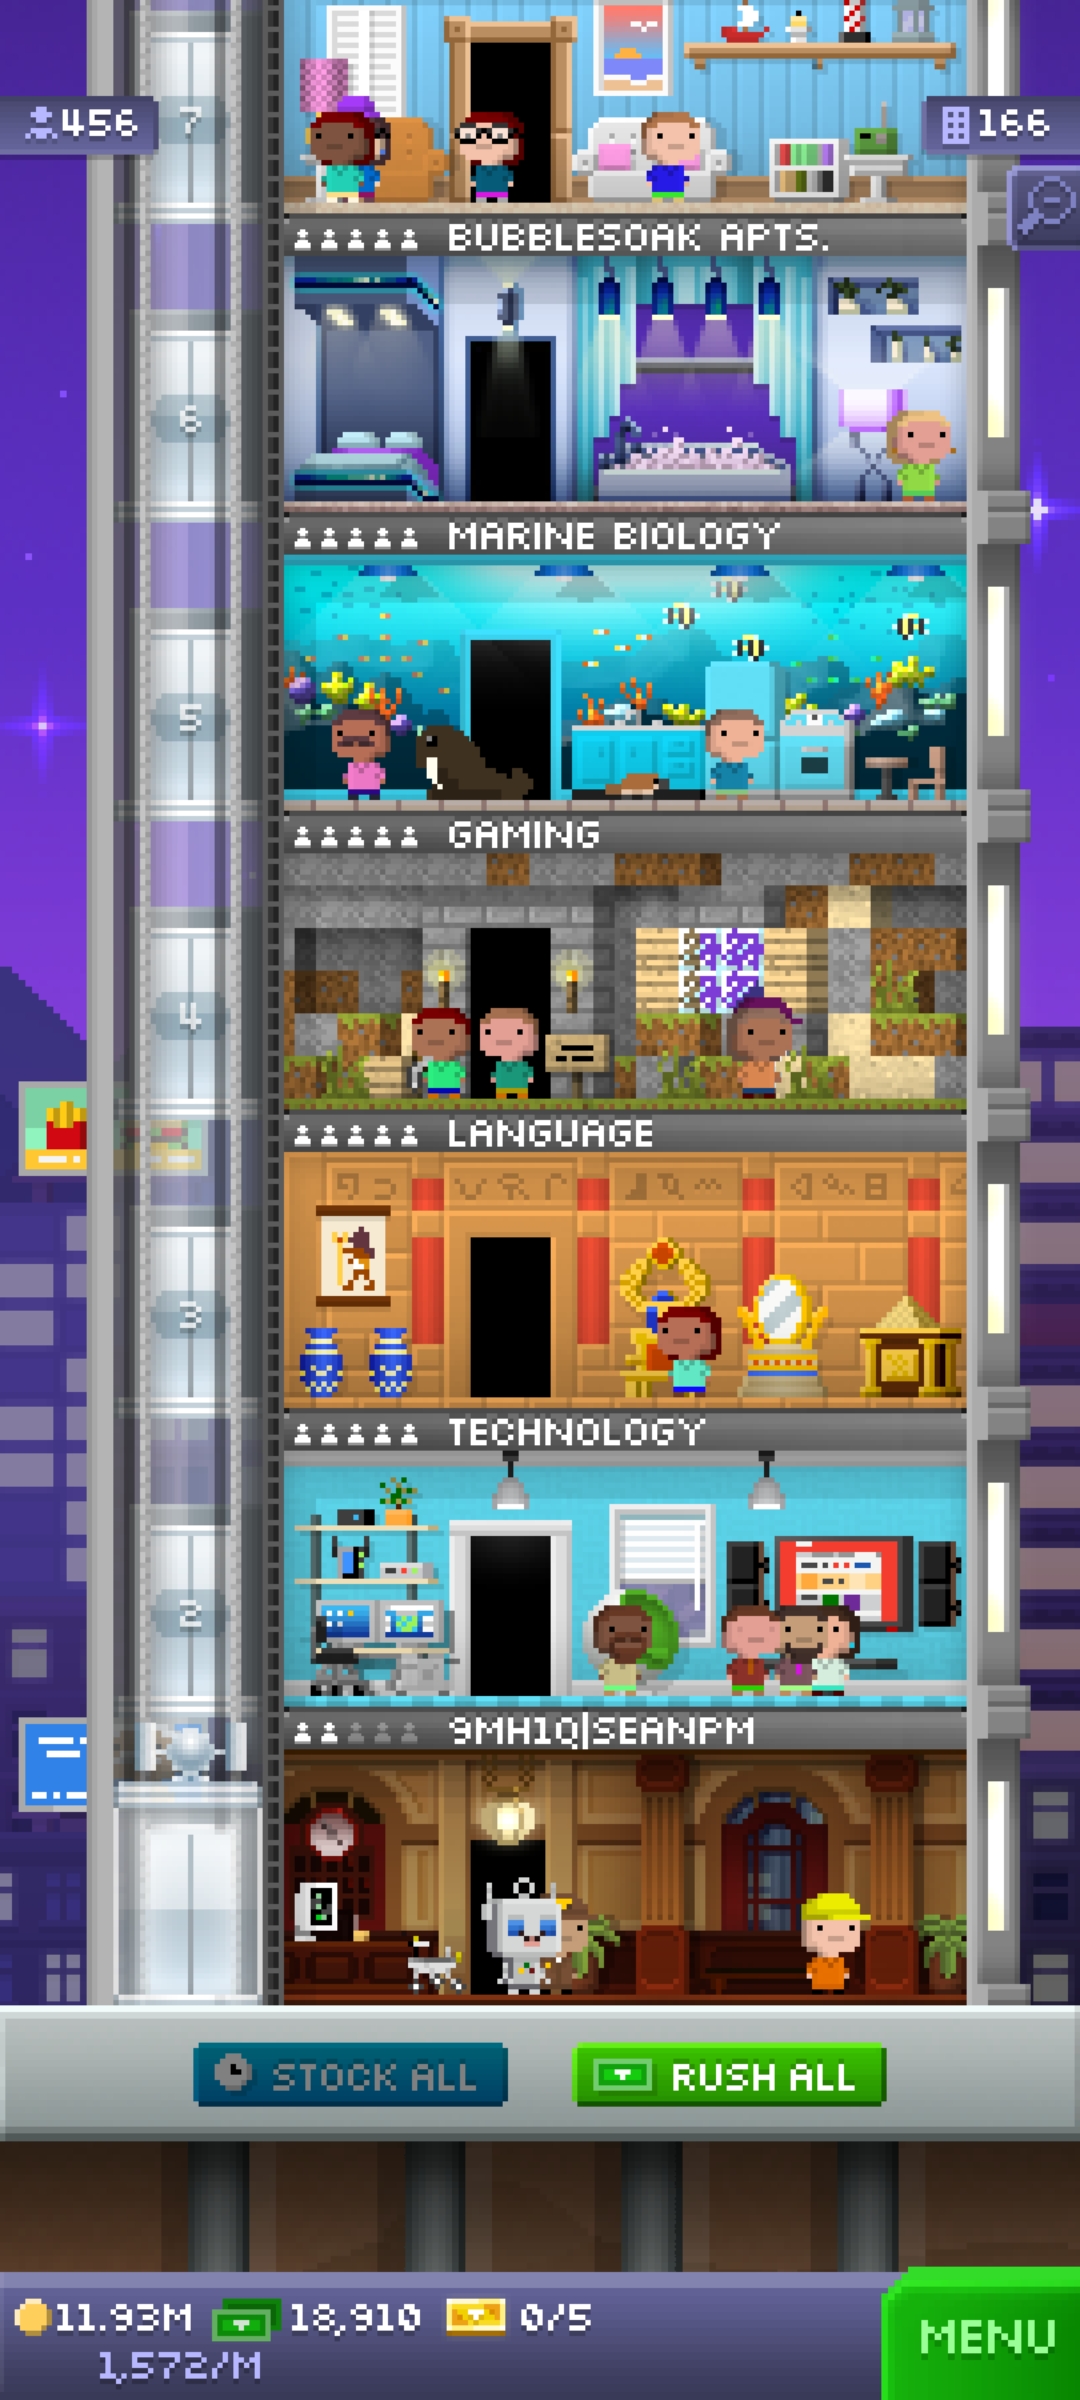 456
7
166
BUBBLESOAK APTS.
6
MARINE BIOLOGY
5
GAMING
4
LANGUAGE
3
TECHNOLOGY
2
9MH1Q|SEANPM
STOCK ALL
RUSH ALL
11.93M
18,910
0/5
1,572/M
MENU